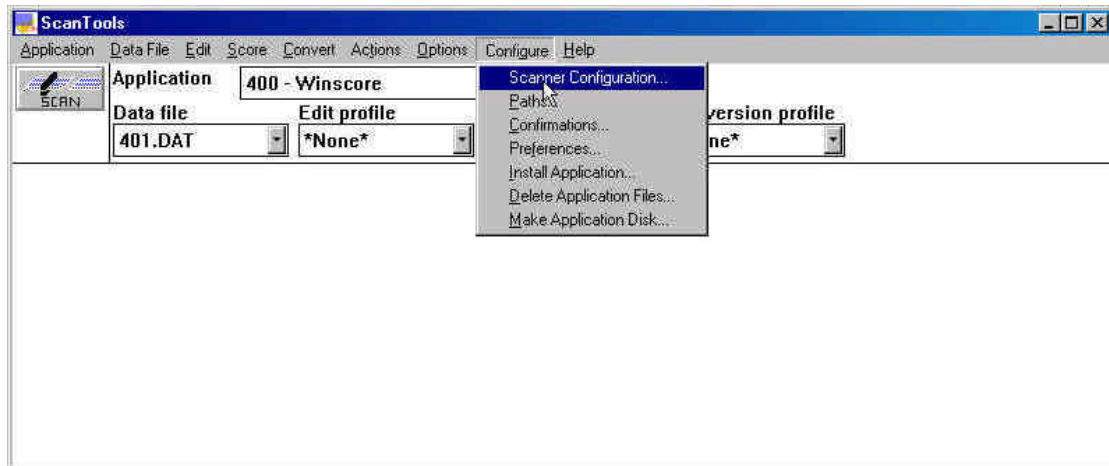 ScanTools
Application Data File Edit Score Convert Actions Options Configure Help
SCAN
Application 400 - Winscore
Data file Edit profile version profile
401.DAT *None* ne*
Scanner Configuration...
Paths...
Confirmations...
Preferences...
Install Application...
Delete Application Files...
Make Application Disk...